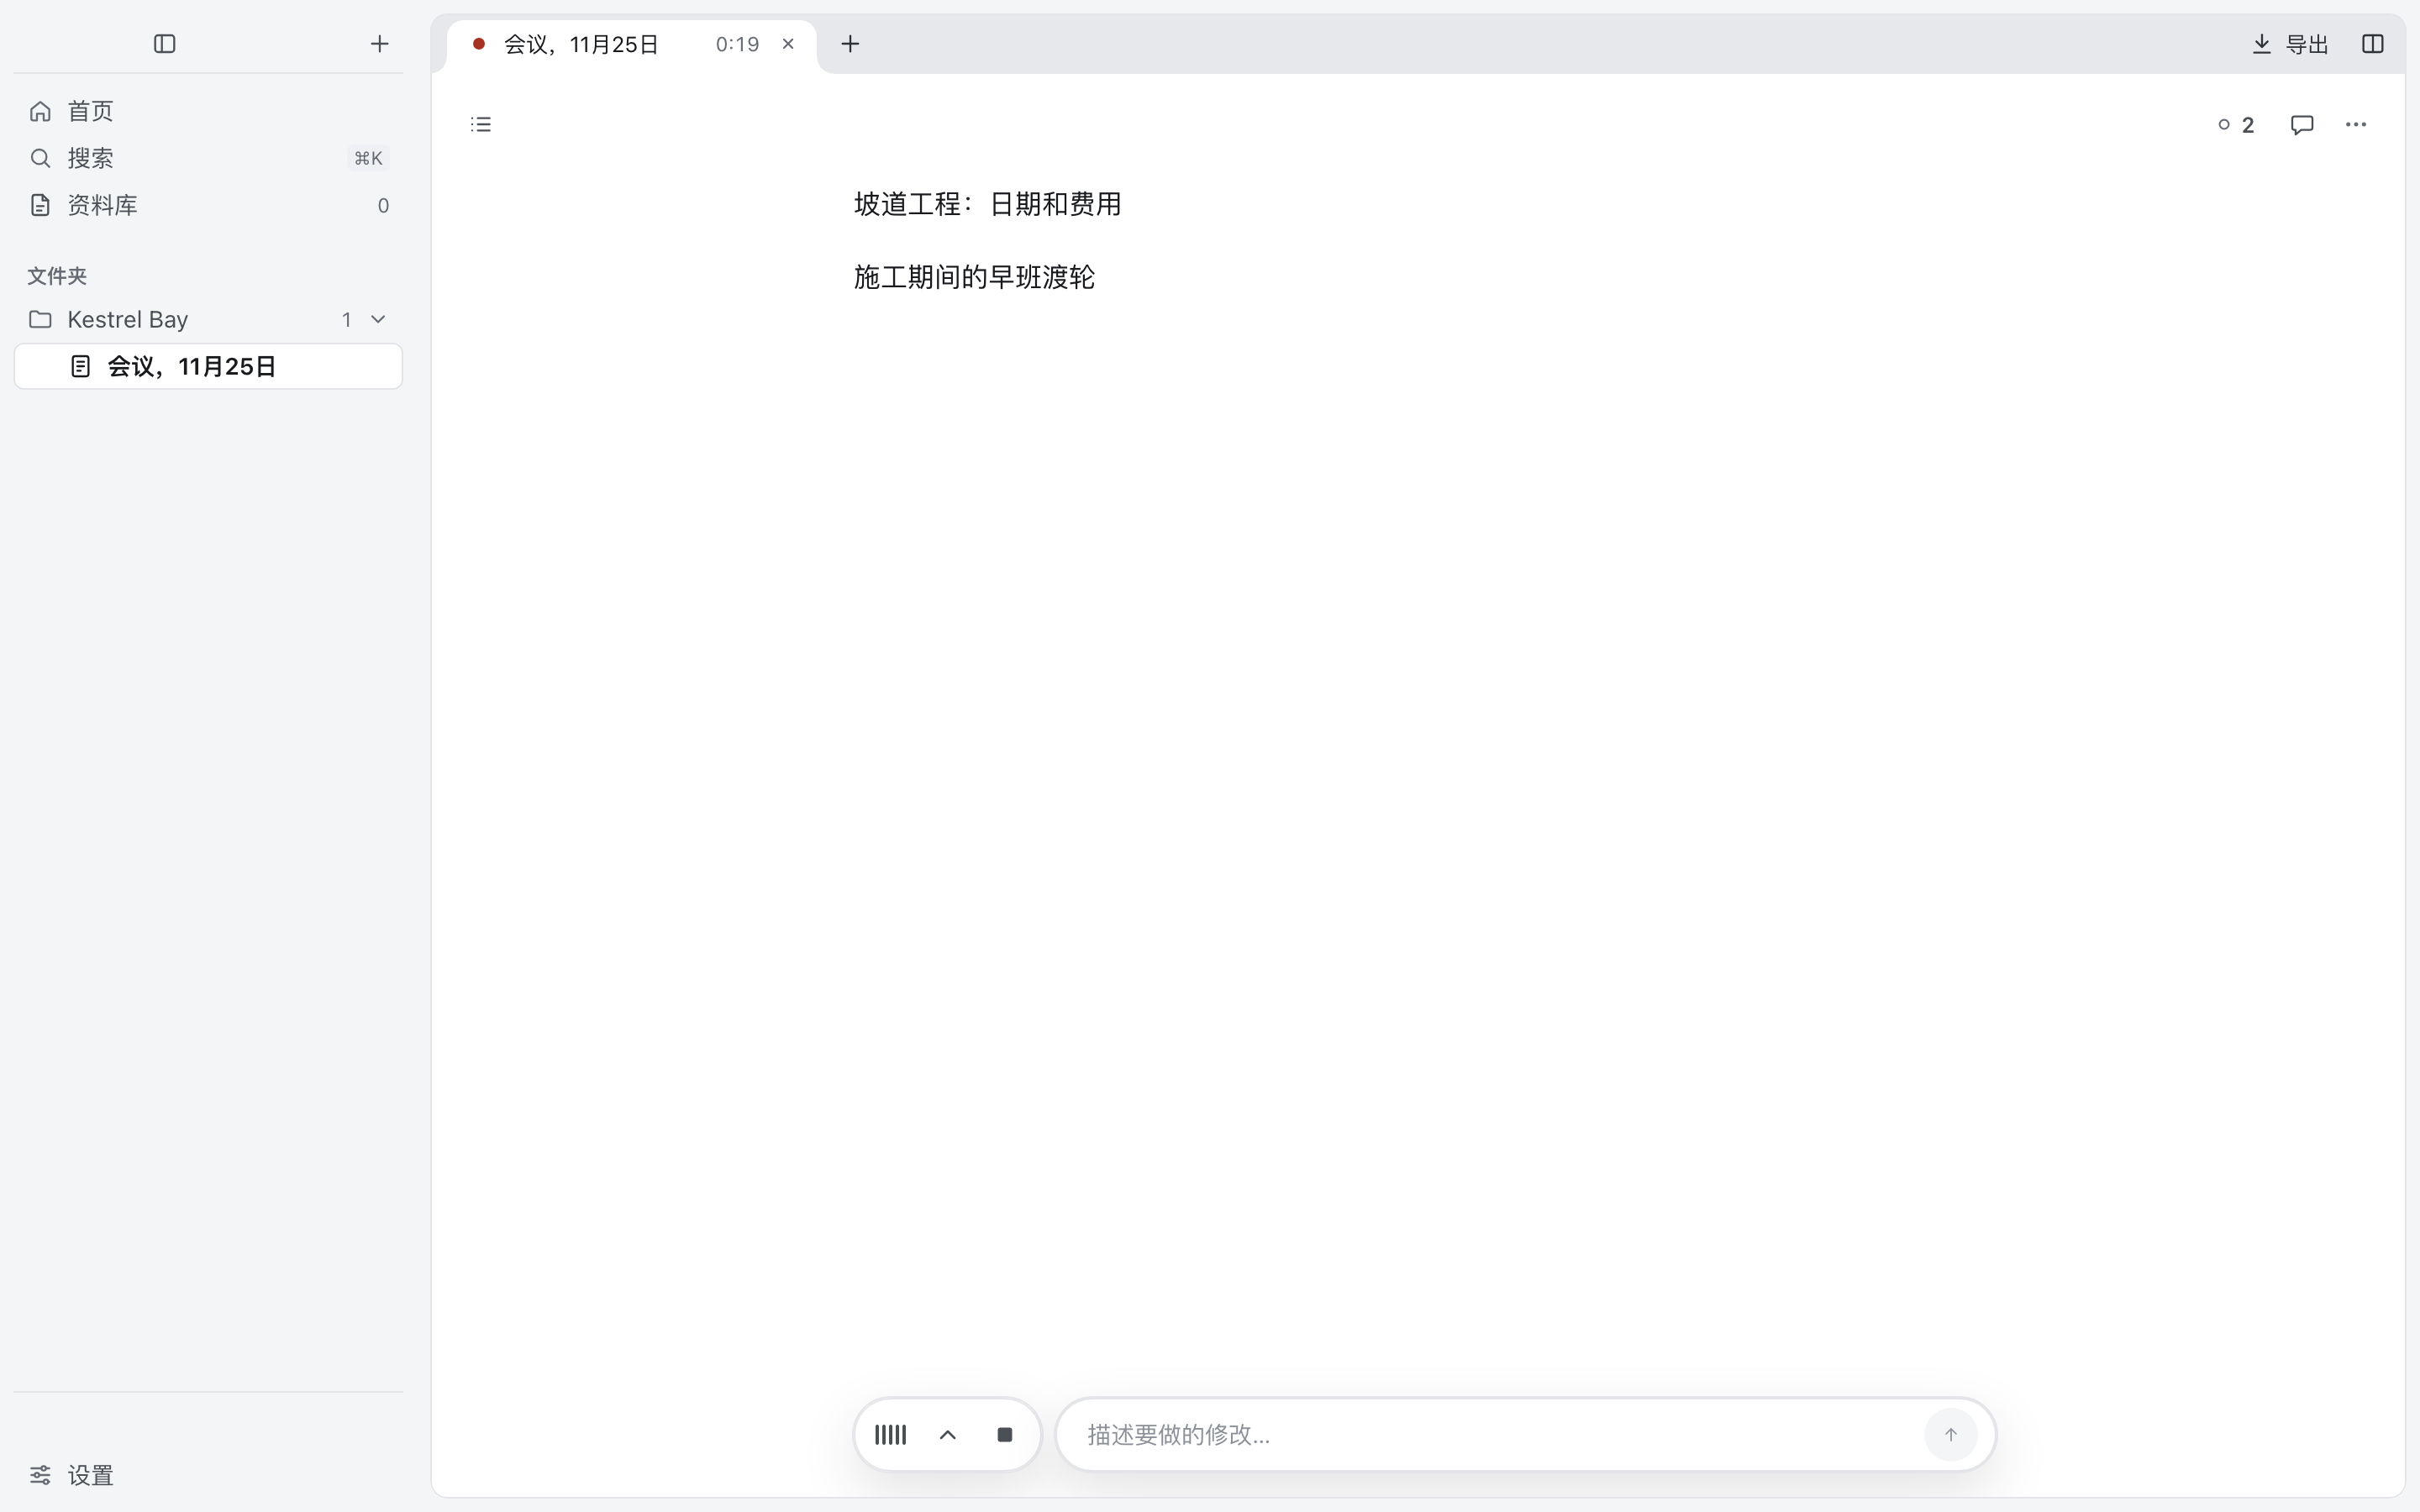 首页
搜索 ⌘K
资料库 0
文件夹
Kestrel Bay 1
会议，11月25日
设置
会议，11月25日 0:19
导出
2
坡道工程：日期和费用
施工期间的早班渡轮
描述要做的修改...